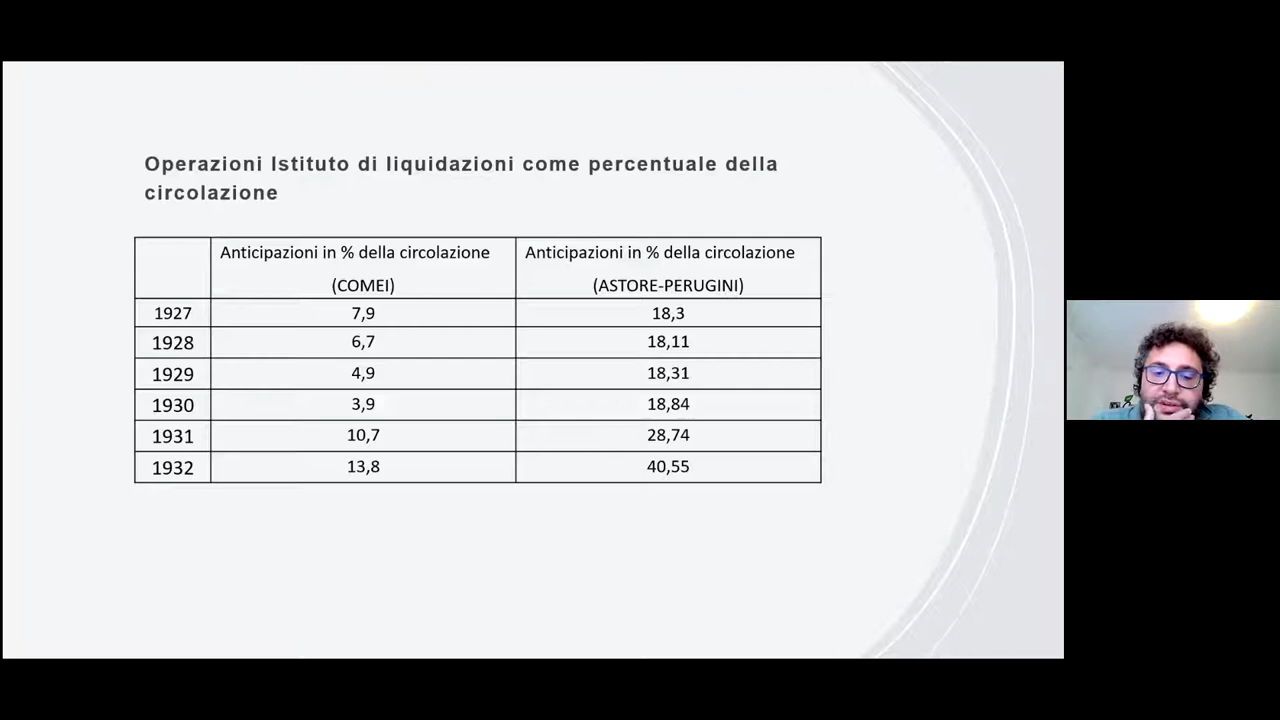 Operazioni Istituto di liquidazioni come percentuale della
circolazione
Anticipazioni in % della circolazione
(COMEI)
Anticipazioni in % della circolazione
(ASTORE-PERUGINI)
1927 7,9 18,3
1928 6,7 18,11
1929 4,9 18,31
1930 3,9 18,84
1931 10,7 28,74
1932 13,8 40,55